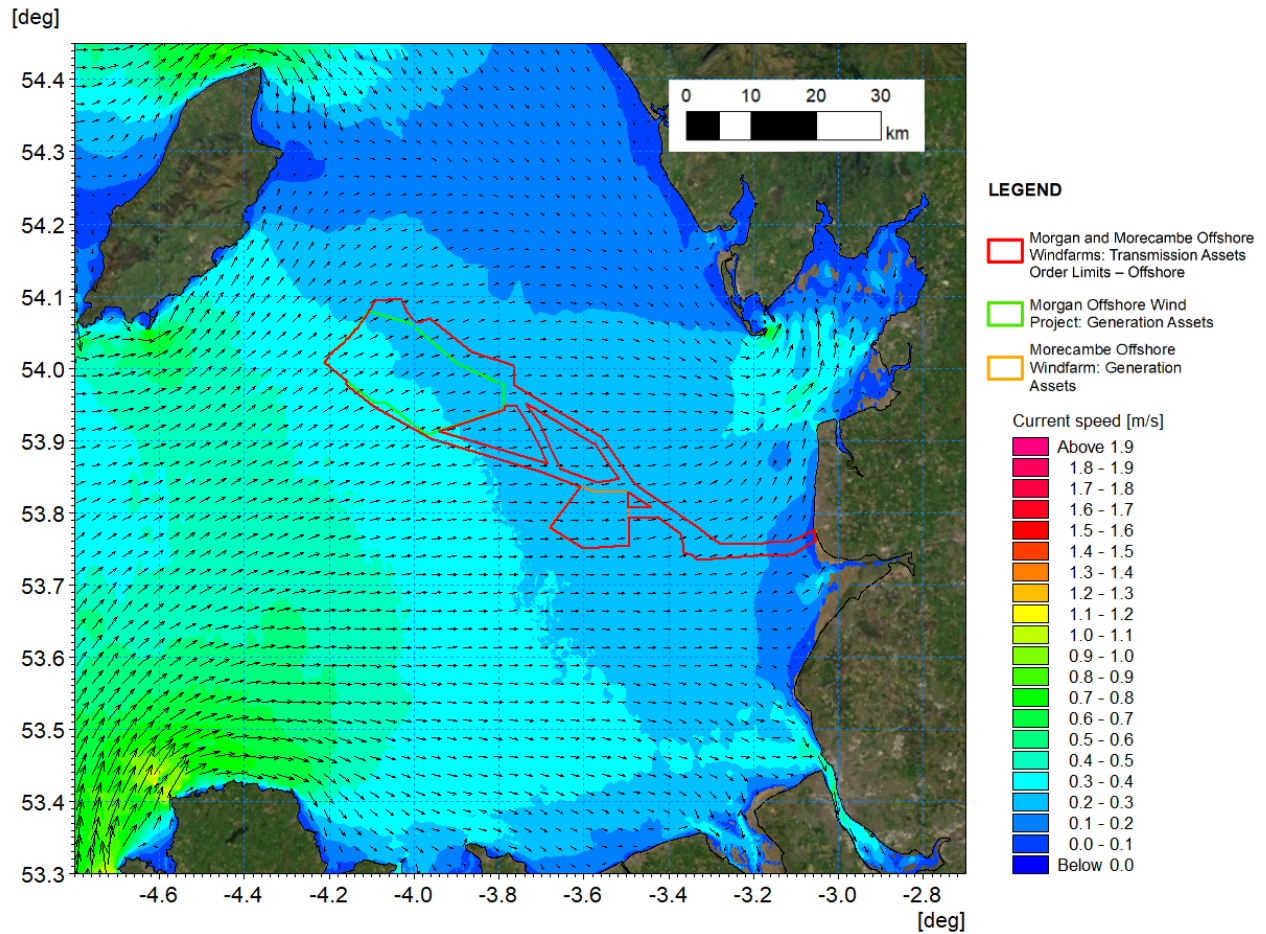 [deg]
54.4
54.3
54.2
54.1
54.0
53.9
53.8
53.7
53.6
53.5
53.4
53.3
-4.6 -4.4 -4.2 -4.0 -3.8 -3.6 -3.4 -3.2 -3.0 -2.8
[deg]
0 10 20 30
km
LEGEND
Morgan and Morecambe Offshore
Windfarms: Transmission Assets
Order Limits – Offshore
Morgan Offshore Wind
Project: Generation Assets
Morecambe Offshore
Windfarm: Generation
Assets
Current speed [m/s]
Above 1.9
1.8 - 1.9
1.7 - 1.8
1.6 - 1.7
1.5 - 1.6
1.4 - 1.5
1.3 - 1.4
1.2 - 1.3
1.1 - 1.2
1.0 - 1.1
0.9 - 1.0
0.8 - 0.9
0.7 - 0.8
0.6 - 0.7
0.5 - 0.6
0.4 - 0.5
0.3 - 0.4
0.2 - 0.3
0.1 - 0.2
0.0 - 0.1
Below 0.0